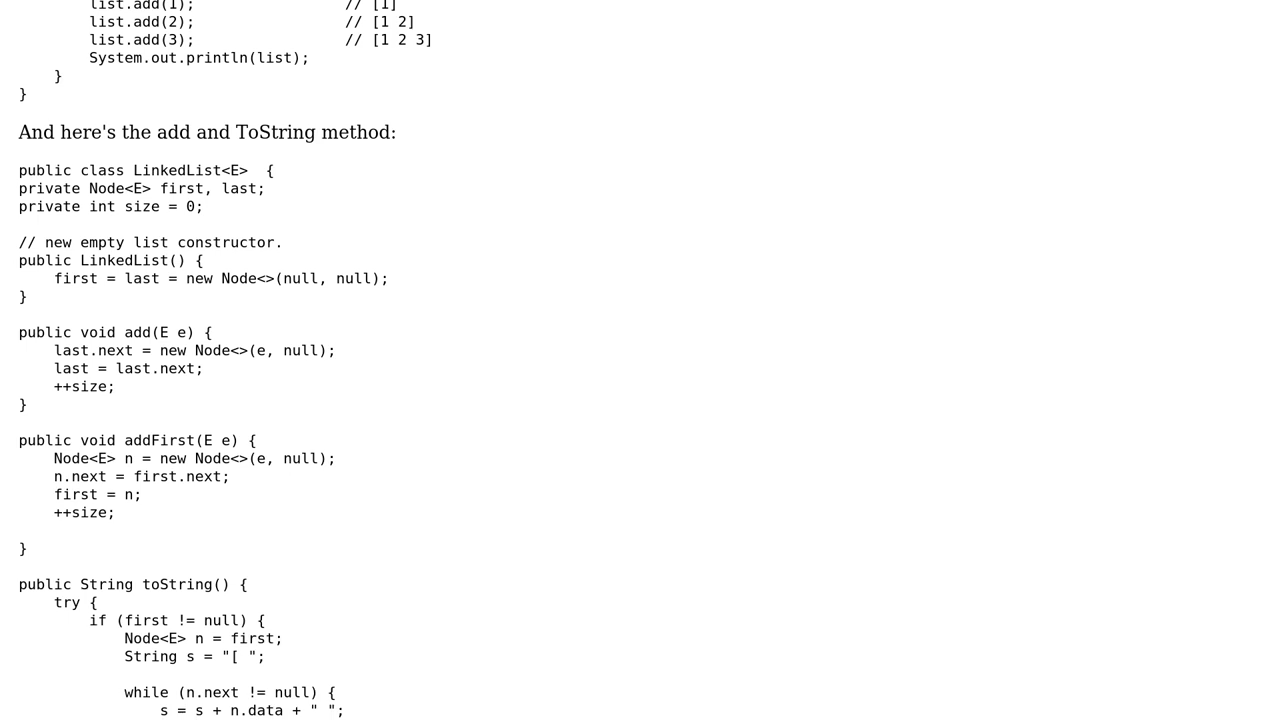 list.add(1);                 // [1]
        list.add(2);                 // [1 2]
        list.add(3);                 // [1 2 3]
        System.out.println(list);
    }
}
And here's the add and ToString method:
public class LinkedList<E>  {
private Node<E> first, last;
private int size = 0;

// new empty list constructor.
public LinkedList() {
    first = last = new Node<>(null, null);
}

public void add(E e) {
    last.next = new Node<>(e, null);
    last = last.next;
    ++size;
}

public void addFirst(E e) {
    Node<E> n = new Node<>(e, null);
    n.next = first.next;
    first = n;
    ++size;

}

public String toString() {
    try {
        if (first != null) {
            Node<E> n = first;
            String s = "[ ";

            while (n.next != null) {
                s = s + n.data + " ";